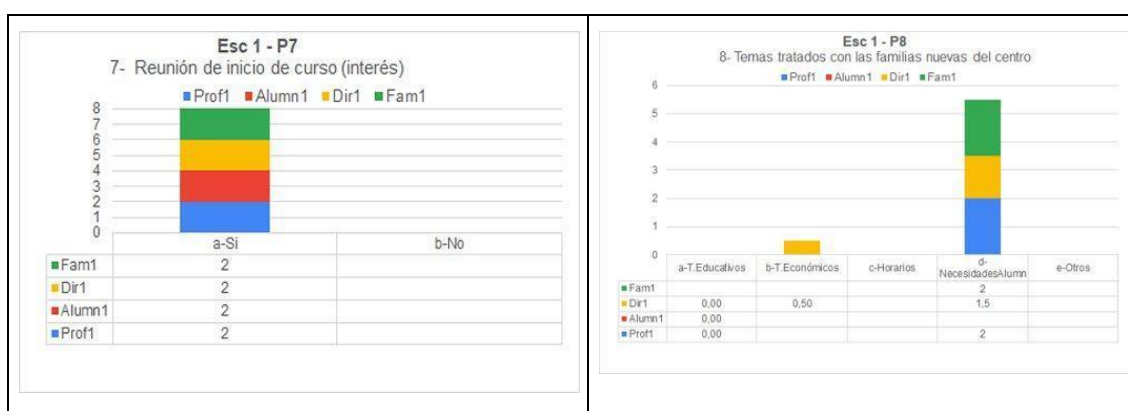 Esc 1 - P7
7- Reunión de inicio de curso (interés)
Prof1 Alumn1 Dir1 Fam1
8
7
6
5
4
3
2
1
0
a-Si b-No
Fam1 2
Dir1 2
Alumn1 2
Prof1 2
Esc 1 - P8
8- Temas tratados con las familias nuevas del centro
Prof1 Alumn1 Dir1 Fam1
6
5
4
3
2
1
0
a-T.Educativos b-T.Económicos c-Horarios d-NecesidadesAlumn e-Otros
Fam1 2
Dir1 0,00 0,50 1,5
Alumn1 0,00
Prof1 0,00 2